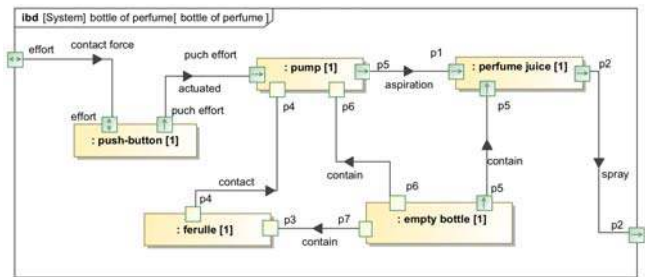 ibd [System] bottle of perfume[ bottle of perfume ]
effort
contact force
puch effort
: pump [1]
p5
p1
aspiration
: perfume juice [1]
p2
actuated
effort
puch effort
p4
p6
p5
: push-button [1]
contain
contain
spray
contact
p4
p6
p5
p2
: ferulle [1]
p3
p7
: empty bottle [1]
contain